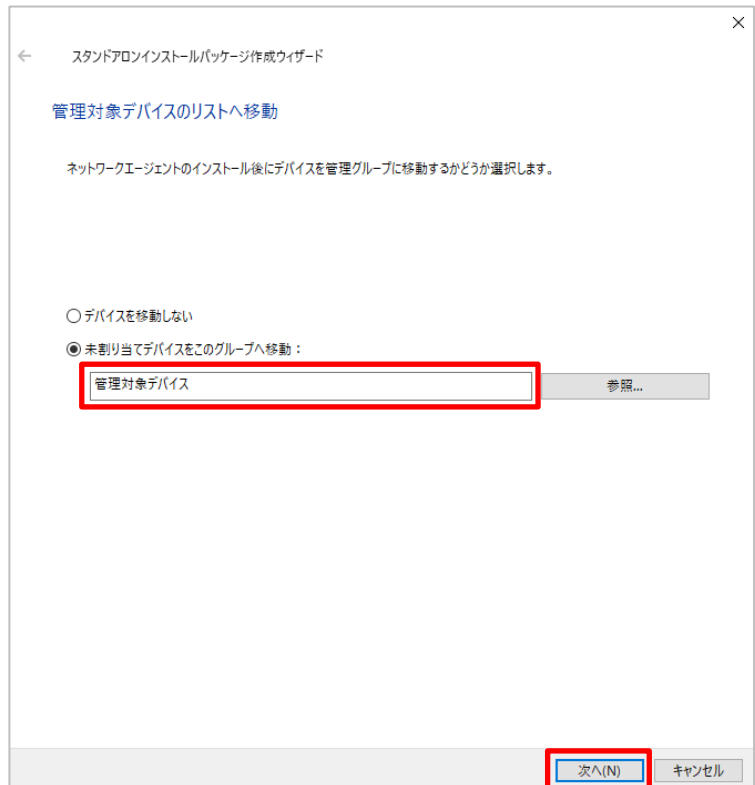 スタンドアロンインストールパッケージ作成ウィザード
管理対象デバイスのリストへ移動
ネットワークエージェントのインストール後にデバイスを管理グループに移動するかどうか選択します。
デバイスを移動しない
未割り当てデバイスをこのグループへ移動：
管理対象デバイス
参照...
次へ(N)
キャンセル